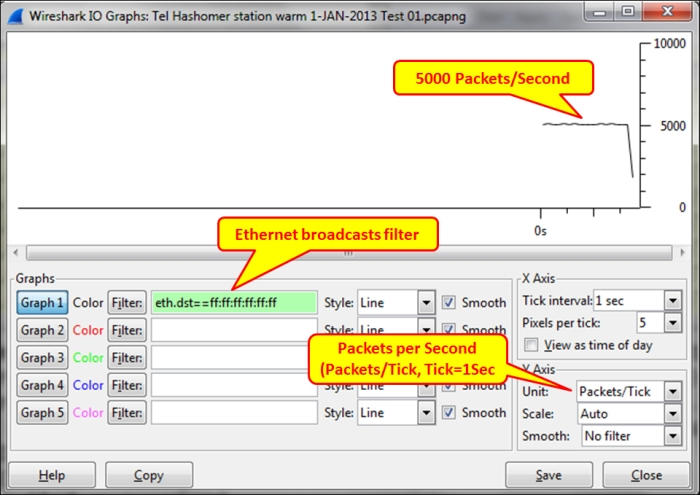 Wireshark IO Graphs: Tel Hashomer station warm 1-JAN-2013 Test 01.pcapng
10000
5000 Packets/Second
5000
0
0s
Ethernet broadcasts filter
Graphs
Graph 1 Color Filter: eth.dst==ff:ff:ff:ff:ff:ff Style: Line Smooth
Graph 2 Color Filter: Style: Line Smooth
Graph 3 Color Filter:
Graph 4 Color Filter: Style: Line Smooth
Graph 5 Color Filter: Style: Line Smooth
Packets per Second
(Packets/Tick, Tick=1Sec
X Axis
Tick interval: 1 sec
Pixels per tick: 5
View as time of day
Y Axis
Unit: Packets/Tick
Scale: Auto
Smooth: No filter
Help Copy Save Close